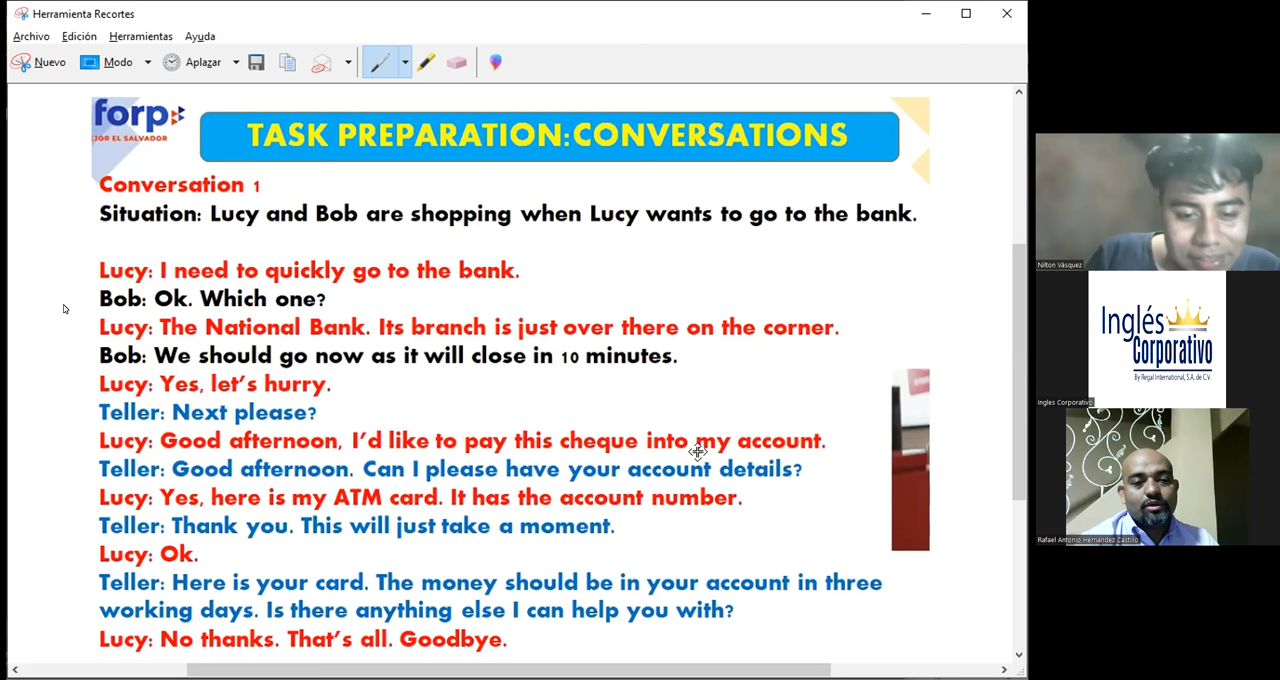 Herramienta Recortes
Archivo Edición Herramientas Ayuda
Nuevo Modo Aplazar
forp
JOR EL SALVADOR
TASK PREPARATION:CONVERSATIONS
Conversation 1
Situation: Lucy and Bob are shopping when Lucy wants to go to the bank.
Lucy: I need to quickly go to the bank.
Bob: Ok. Which one?
Lucy: The National Bank. Its branch is just over there on the corner.
Bob: We should go now as it will close in 10 minutes.
Lucy: Yes, let's hurry.
Teller: Next please?
Lucy: Good afternoon, I'd like to pay this cheque into my account.
Teller: Good afternoon. Can I please have your account details?
Lucy: Yes, here is my ATM card. It has the account number.
Teller: Thank you. This will just take a moment.
Lucy: Ok.
Teller: Here is your card. The money should be in your account in three
working days. Is there anything else I can help you with?
Lucy: No thanks. That's all. Goodbye.
Nilton Vásquez
Inglés
Corporativo
By Regal International, S.A. de C.V.
Ingles Corporativo
Rafael Antonio Hernández Castillo